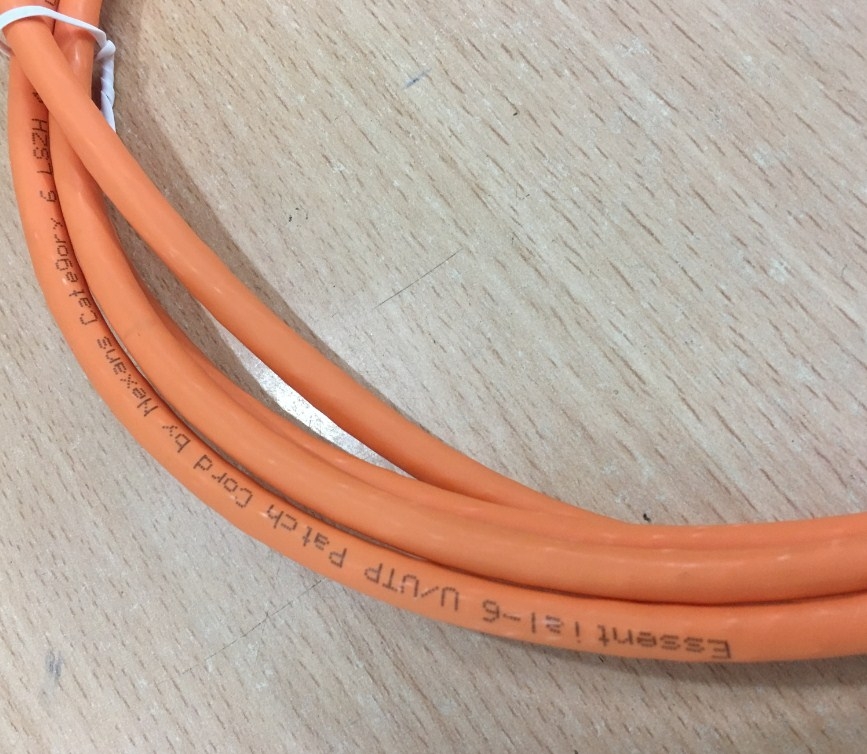 Essential-6 U/UTP Patch Cord by Nexans Category 6 LSZH